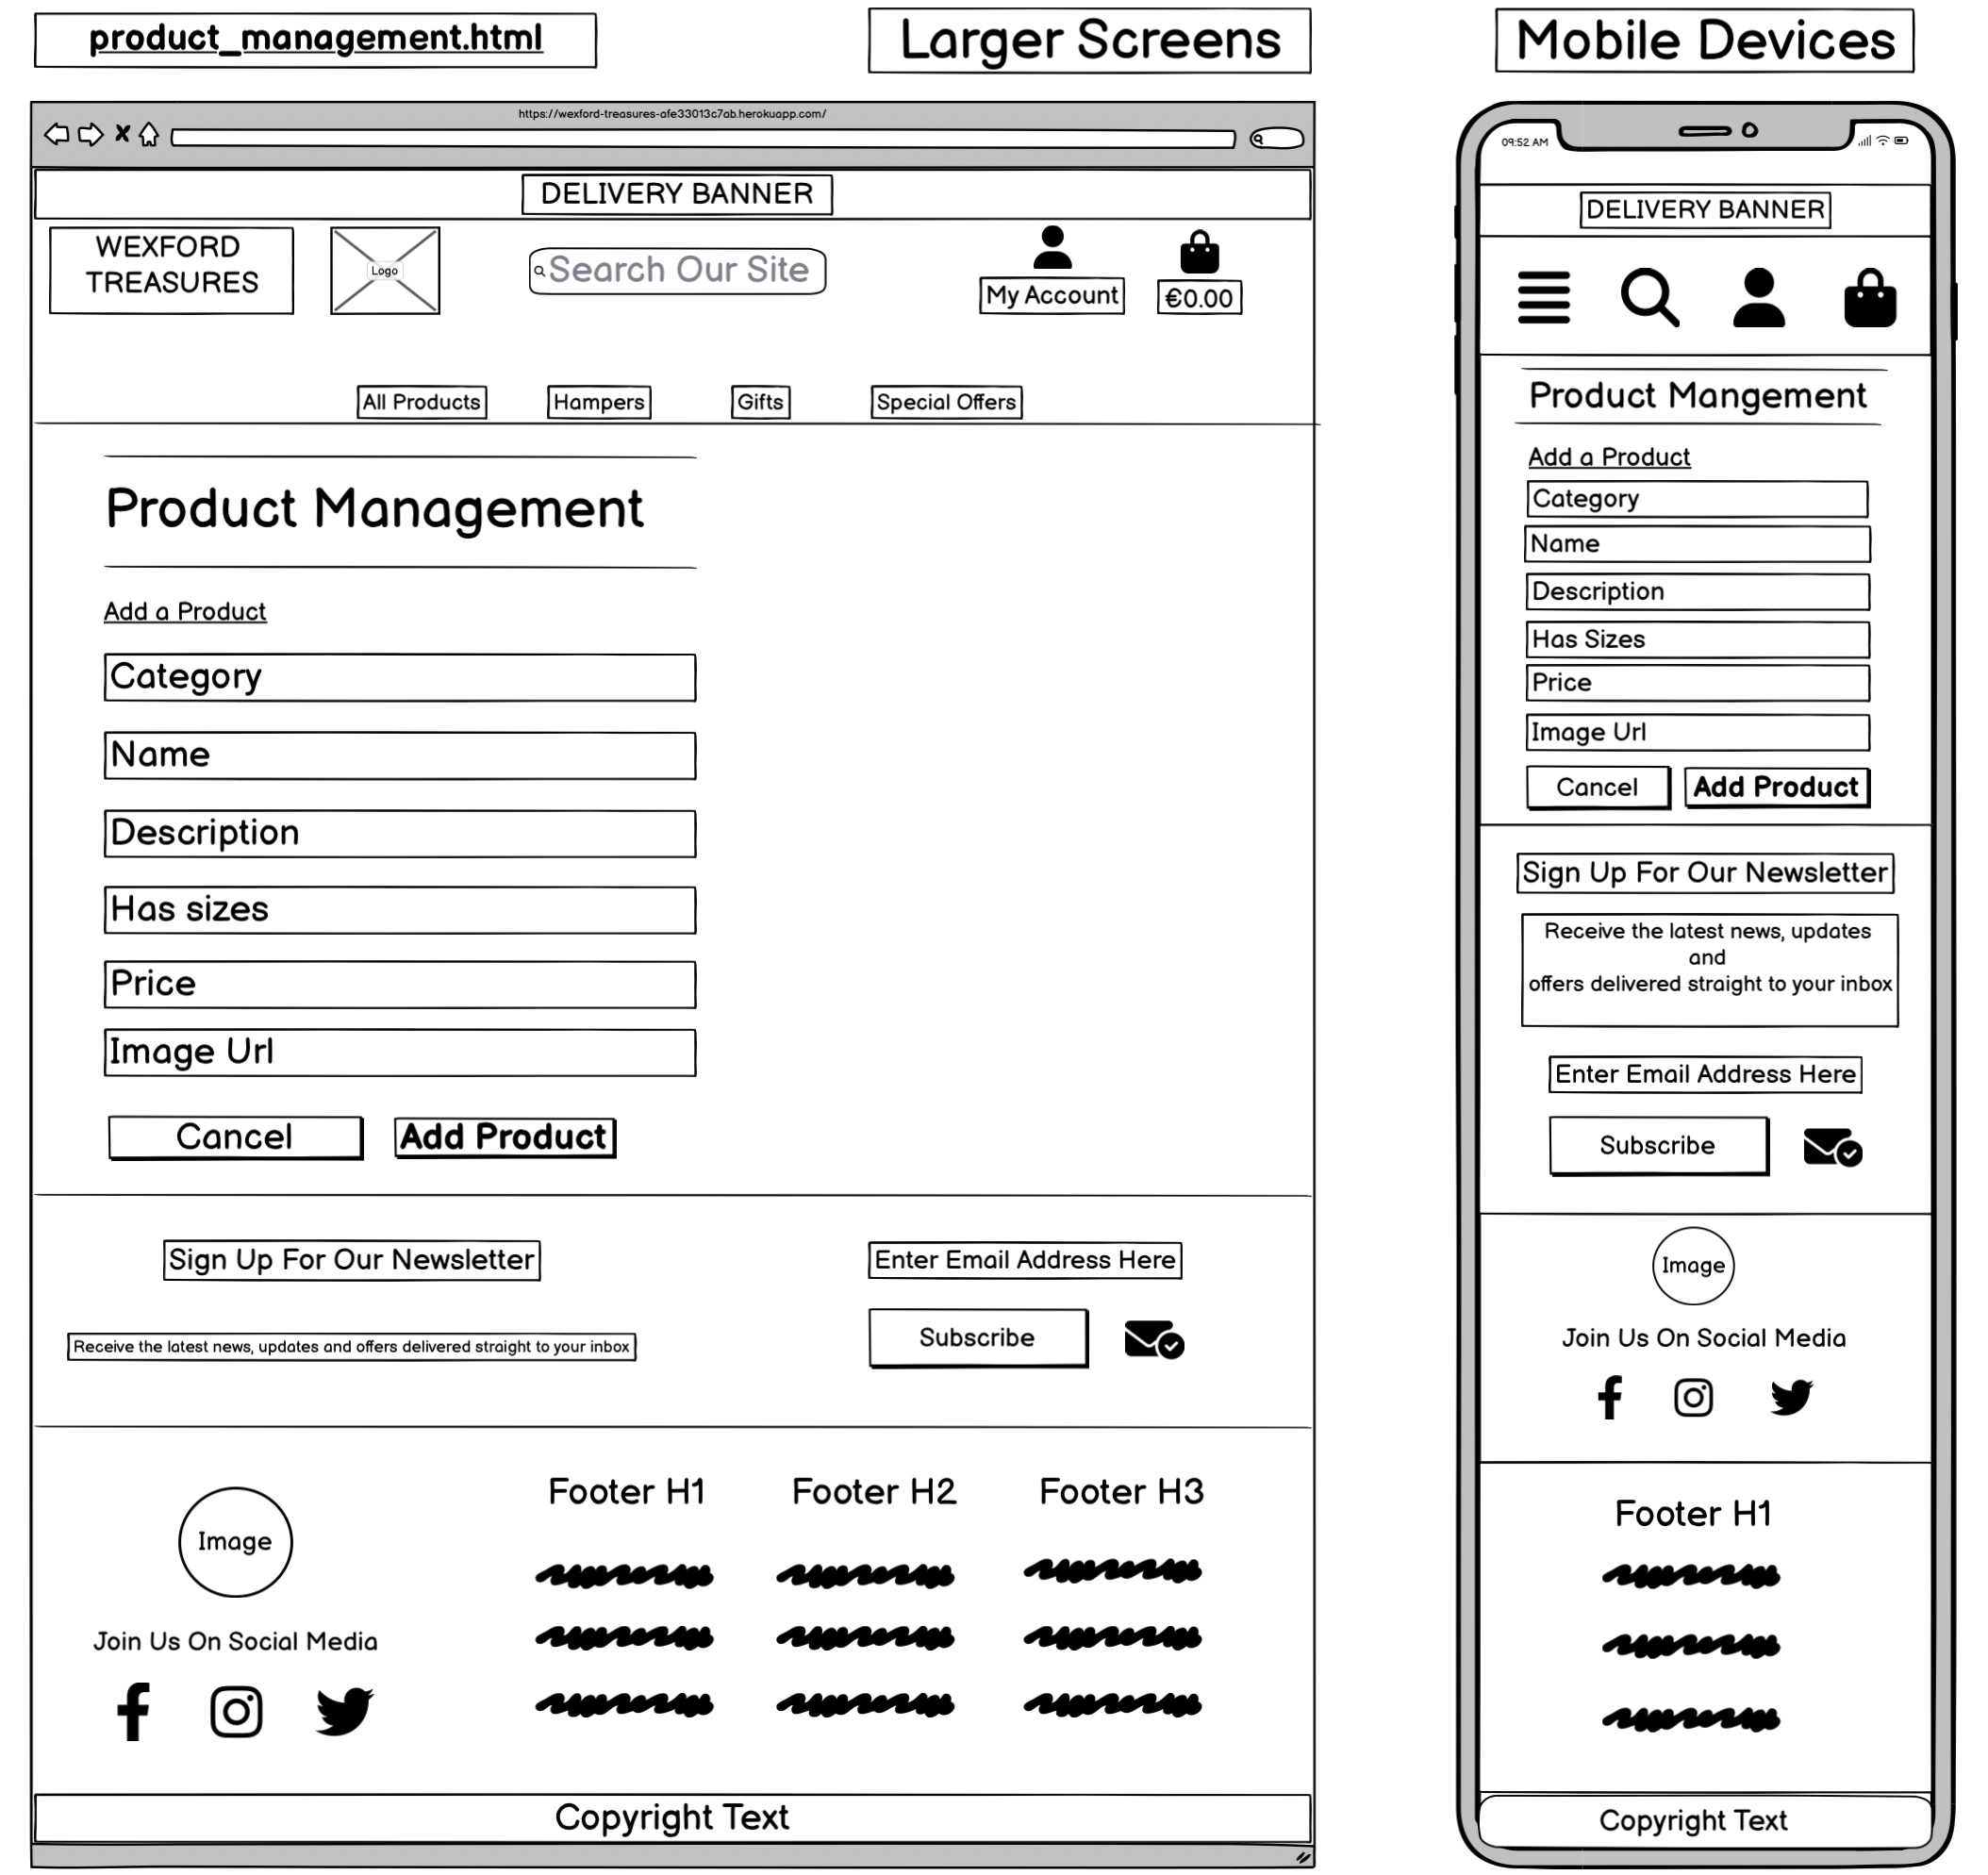 product_management.html
Larger Screens
Mobile Devices
https://wexford-treasures-afe33013c7ab.herokuapp.com/
DELIVERY BANNER
WEXFORD
TREASURES
Logo
Search Our Site
My Account
€0.00
All Products
Hampers
Gifts
Special Offers
Product Management
Add a Product
Category
Name
Description
Has sizes
Price
Image Url
Cancel
Add Product
Sign Up For Our Newsletter
Receive the latest news, updates and offers delivered straight to your inbox
Enter Email Address Here
Subscribe
Image
Join Us On Social Media
Footer H1
Footer H2
Footer H3
Copyright Text
09:52 AM
DELIVERY BANNER
Product Mangement
Add a Product
Category
Name
Description
Has Sizes
Price
Image Url
Cancel
Add Product
Sign Up For Our Newsletter
Receive the latest news, updates
and
offers delivered straight to your inbox
Enter Email Address Here
Subscribe
Image
Join Us On Social Media
Footer H1
Copyright Text